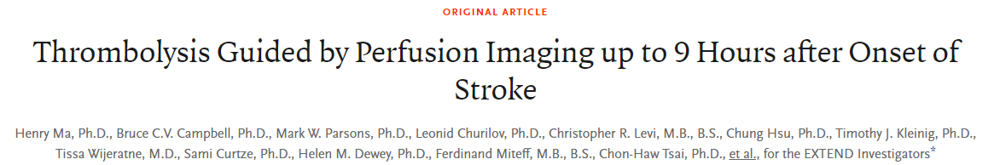 ORIGINAL ARTICLE
Thrombolysis Guided by Perfusion Imaging up to 9 Hours after Onset of
Stroke
Henry Ma, Ph.D., Bruce C.V. Campbell, Ph.D., Mark W. Parsons, Ph.D., Leonid Churilov, Ph.D., Christopher R. Levi, M.B., B.S., Chung Hsu, Ph.D., Timothy J. Kleinig, Ph.D.,
Tissa Wijeratne, M.D., Sami Curtze, Ph.D., Helen M. Dewey, Ph.D., Ferdinand Miteff, M.B., B.S., Chon-Haw Tsai, Ph.D., et al., for the EXTEND Investigators*